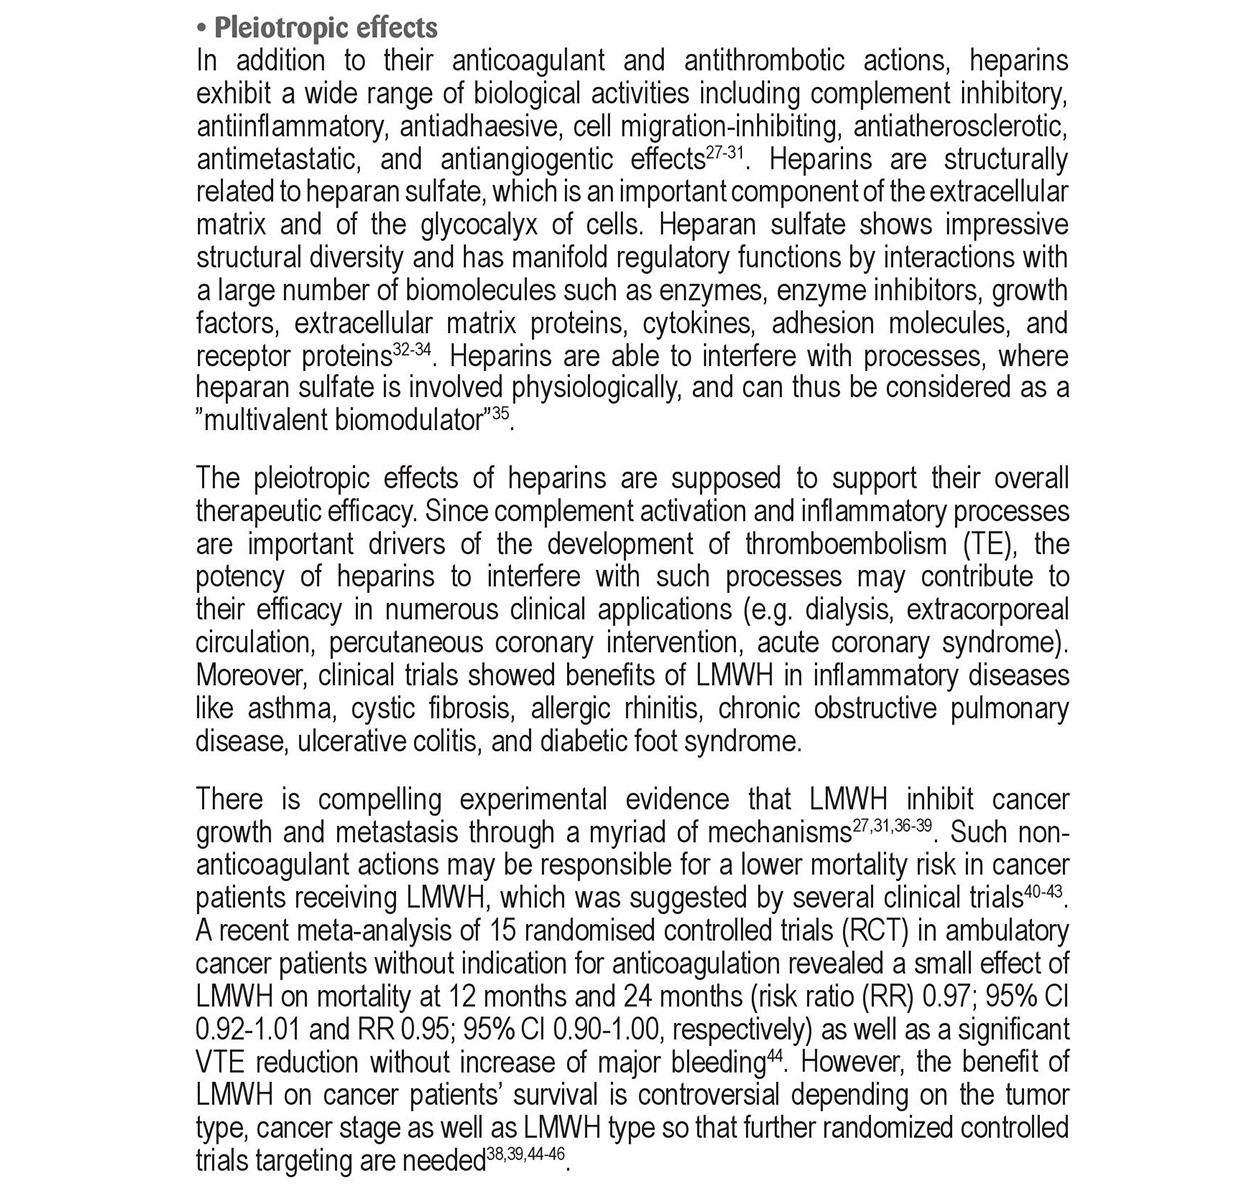 • Pleiotropic effects
In addition to their anticoagulant and antithrombotic actions, heparins
exhibit a wide range of biological activities including complement inhibitory,
antiinflammatory, antiadhaesive, cell migration-inhibiting, antiatherosclerotic,
antimetastatic, and antiangiogentic effects27-31. Heparins are structurally
related to heparan sulfate, which is an important component of the extracellular
matrix and of the glycocalyx of cells. Heparan sulfate shows impressive
structural diversity and has manifold regulatory functions by interactions with
a large number of biomolecules such as enzymes, enzyme inhibitors, growth
factors, extracellular matrix proteins, cytokines, adhesion molecules, and
receptor proteins32-34. Heparins are able to interfere with processes, where
heparan sulfate is involved physiologically, and can thus be considered as a
”multivalent biomodulator”35.
The pleiotropic effects of heparins are supposed to support their overall
therapeutic efficacy. Since complement activation and inflammatory processes
are important drivers of the development of thromboembolism (TE), the
potency of heparins to interfere with such processes may contribute to
their efficacy in numerous clinical applications (e.g. dialysis, extracorporeal
circulation, percutaneous coronary intervention, acute coronary syndrome).
Moreover, clinical trials showed benefits of LMWH in inflammatory diseases
like asthma, cystic fibrosis, allergic rhinitis, chronic obstructive pulmonary
disease, ulcerative colitis, and diabetic foot syndrome.
There is compelling experimental evidence that LMWH inhibit cancer
growth and metastasis through a myriad of mechanisms27,31,36-39. Such non-
anticoagulant actions may be responsible for a lower mortality risk in cancer
patients receiving LMWH, which was suggested by several clinical trials40-43.
A recent meta-analysis of 15 randomised controlled trials (RCT) in ambulatory
cancer patients without indication for anticoagulation revealed a small effect of
LMWH on mortality at 12 months and 24 months (risk ratio (RR) 0.97; 95% CI
0.92-1.01 and RR 0.95; 95% CI 0.90-1.00, respectively) as well as a significant
VTE reduction without increase of major bleeding44. However, the benefit of
LMWH on cancer patients’ survival is controversial depending on the tumor
type, cancer stage as well as LMWH type so that further randomized controlled
trials targeting are needed38,39,44-46.